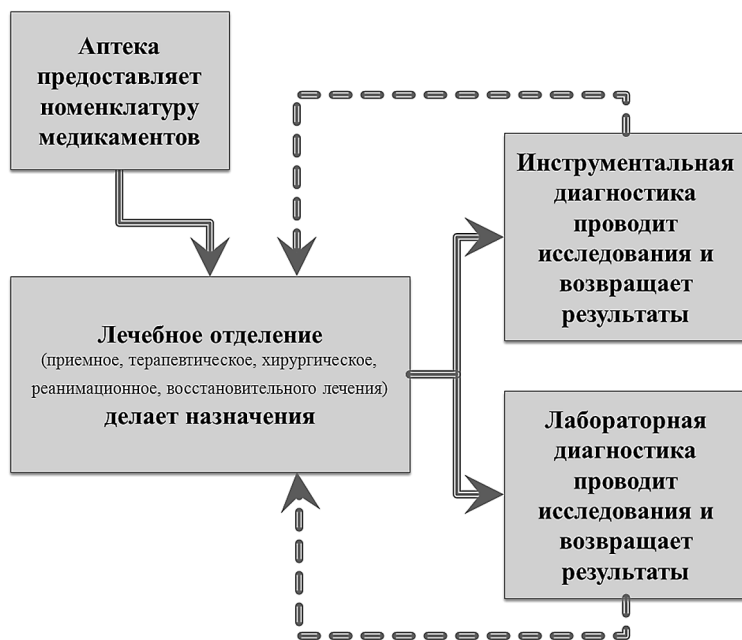 Аптека
предоставляет
номенклатуру
медикаментов
Инструментальная
диагностика
проводит
исследования и
возвращает
результаты
Лечебное отделение
(приемное, терапевтическое, хирургическое,
реанимационное, восстановительного лечения)
делает назначения
Лабораторная
диагностика
проводит
исследования и
возвращает
результаты